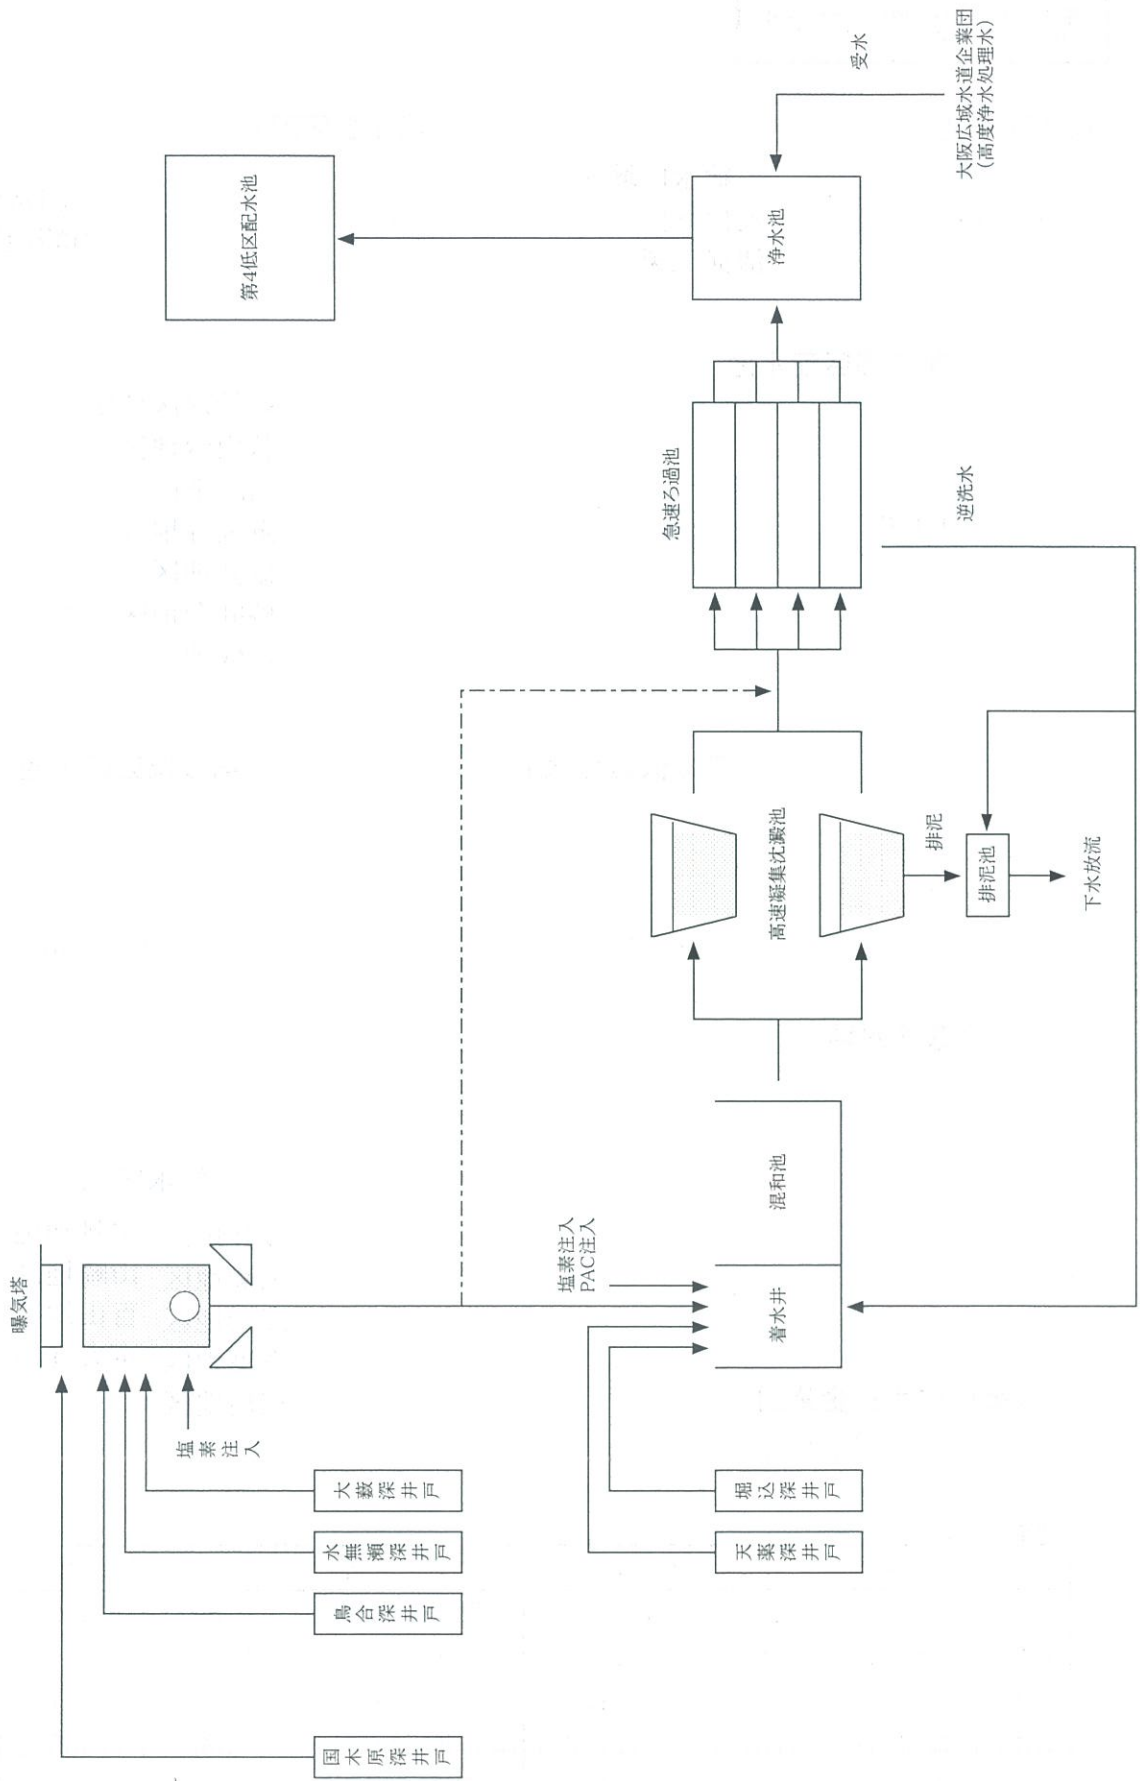 曝気塔
塩素注入
国木原深井戸
鳥合深井戸
水無瀬深井戸
大藪深井戸
天薬深井戸
堀込深井戸
塩素注入
PAC注入
着水井
混和池
高速凝集沈澱池
排泥
排泥池
下水放流
急速ろ過池
逆洗水
浄水池
第4低区配水池
受水
大阪広域水道企業団
（高度浄水処理水）